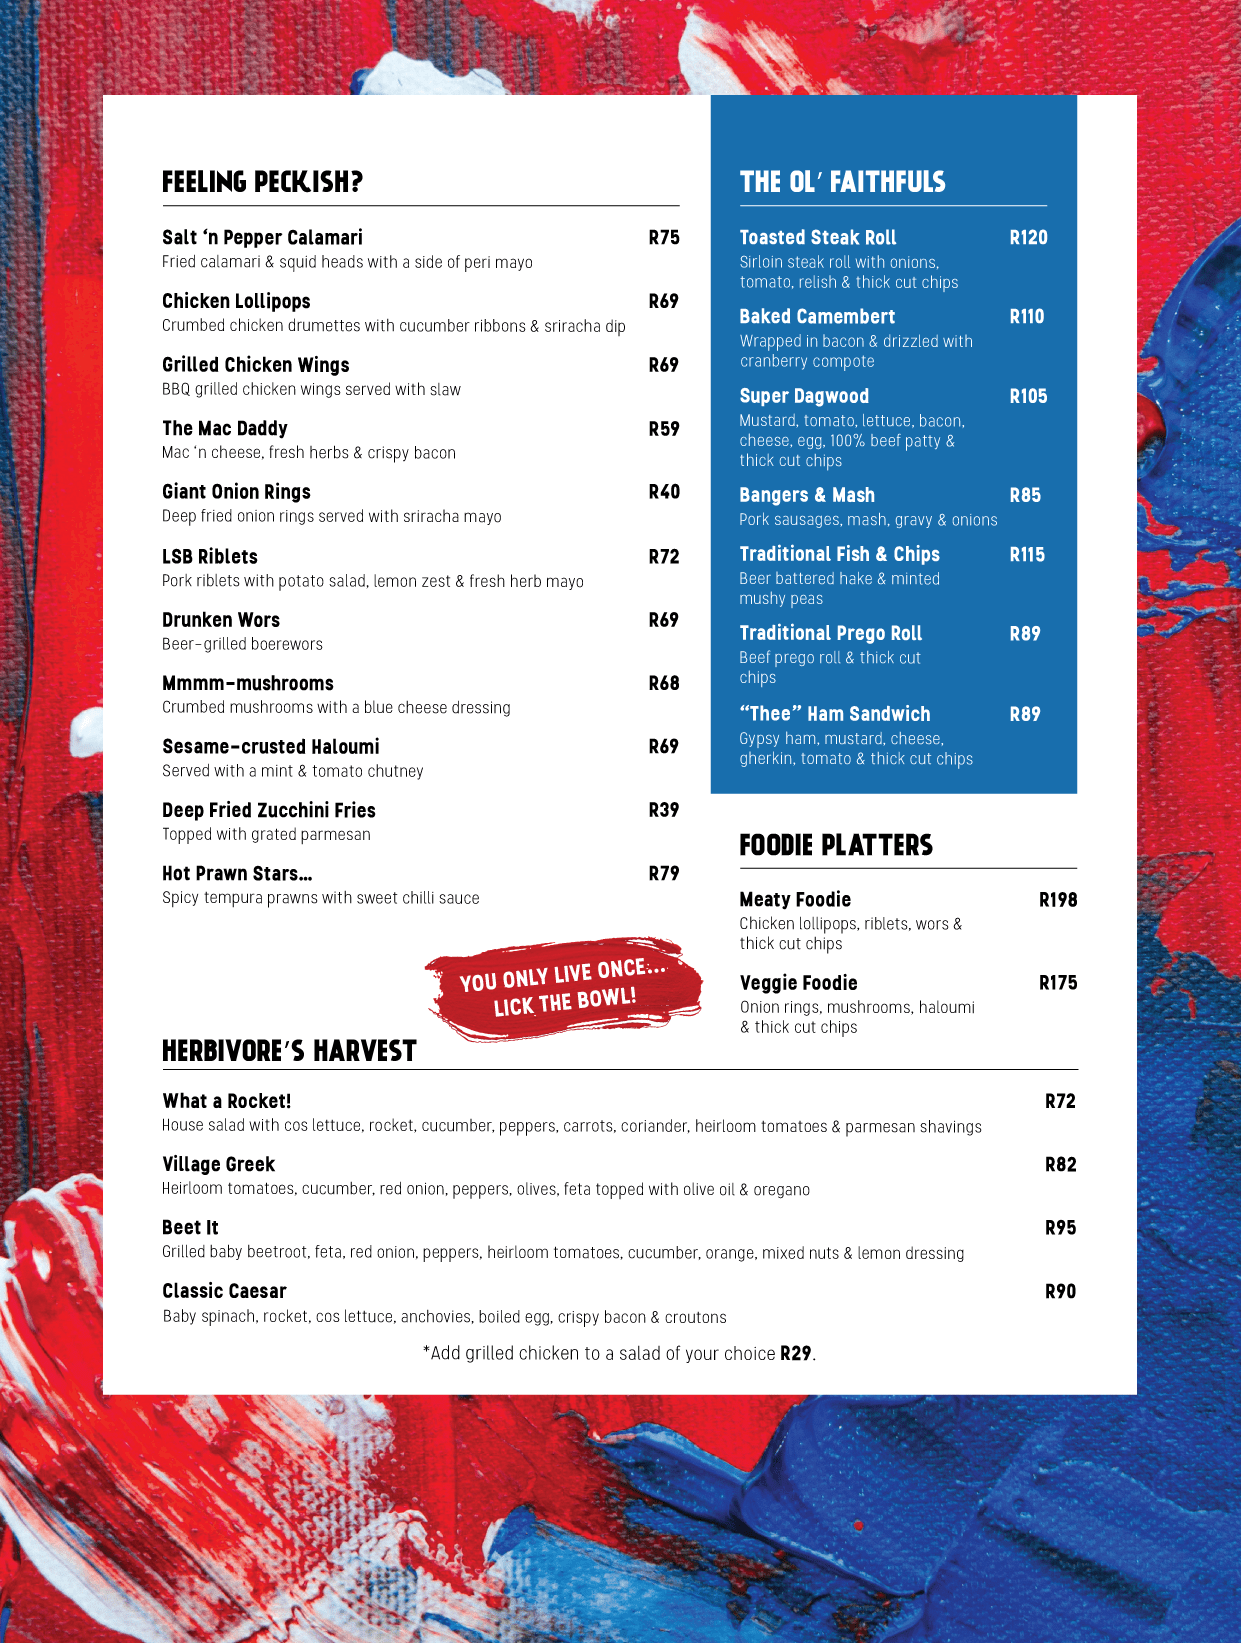 FEELING PECKISH?
Salt ‘n Pepper Calamari R75
Fried calamari & squid heads with a side of peri mayo
Chicken Lollipops R69
Crumbed chicken drumettes with cucumber ribbons & sriracha dip
Grilled Chicken Wings R69
BBQ grilled chicken wings served with slaw
The Mac Daddy R59
Mac ‘n cheese, fresh herbs & crispy bacon
Giant Onion Rings R40
Deep fried onion rings served with sriracha mayo
LSB Riblets R72
Pork riblets with potato salad, lemon zest & fresh herb mayo
Drunken Wors R69
Beer-grilled boerewors
Mmmm-mushrooms R68
Crumbed mushrooms with a blue cheese dressing
Sesame-crusted Haloumi R69
Served with a mint & tomato chutney
Deep Fried Zucchini Fries R39
Topped with grated parmesan
Hot Prawn Stars... R79
Spicy tempura prawns with sweet chilli sauce
YOU ONLY LIVE ONCE...
LICK THE BOWL!
THE OL’ FAITHFULS
Toasted Steak Roll R120
Sirloin steak roll with onions,
tomato, relish & thick cut chips
Baked Camembert R110
Wrapped in bacon & drizzled with
cranberry compote
Super Dagwood R105
Mustard, tomato, lettuce, bacon,
cheese, egg, 100% beef patty &
thick cut chips
Bangers & Mash R85
Pork sausages, mash, gravy & onions
Traditional Fish & Chips R115
Beer battered hake & minted
mushy peas
Traditional Prego Roll R89
Beef prego roll & thick cut
chips
“Thee” Ham Sandwich R89
Gypsy ham, mustard, cheese,
gherkin, tomato & thick cut chips
FOODIE PLATTERS
Meaty Foodie R198
Chicken lollipops, riblets, wors &
thick cut chips
Veggie Foodie R175
Onion rings, mushrooms, haloumi
& thick cut chips
HERBIVORE’S HARVEST
What a Rocket! R72
House salad with cos lettuce, rocket, cucumber, peppers, carrots, coriander, heirloom tomatoes & parmesan shavings
Village Greek R82
Heirloom tomatoes, cucumber, red onion, peppers, olives, feta topped with olive oil & oregano
Beet It R95
Grilled baby beetroot, feta, red onion, peppers, heirloom tomatoes, cucumber, orange, mixed nuts & lemon dressing
Classic Caesar R90
Baby spinach, rocket, cos lettuce, anchovies, boiled egg, crispy bacon & croutons
*Add grilled chicken to a salad of your choice R29.